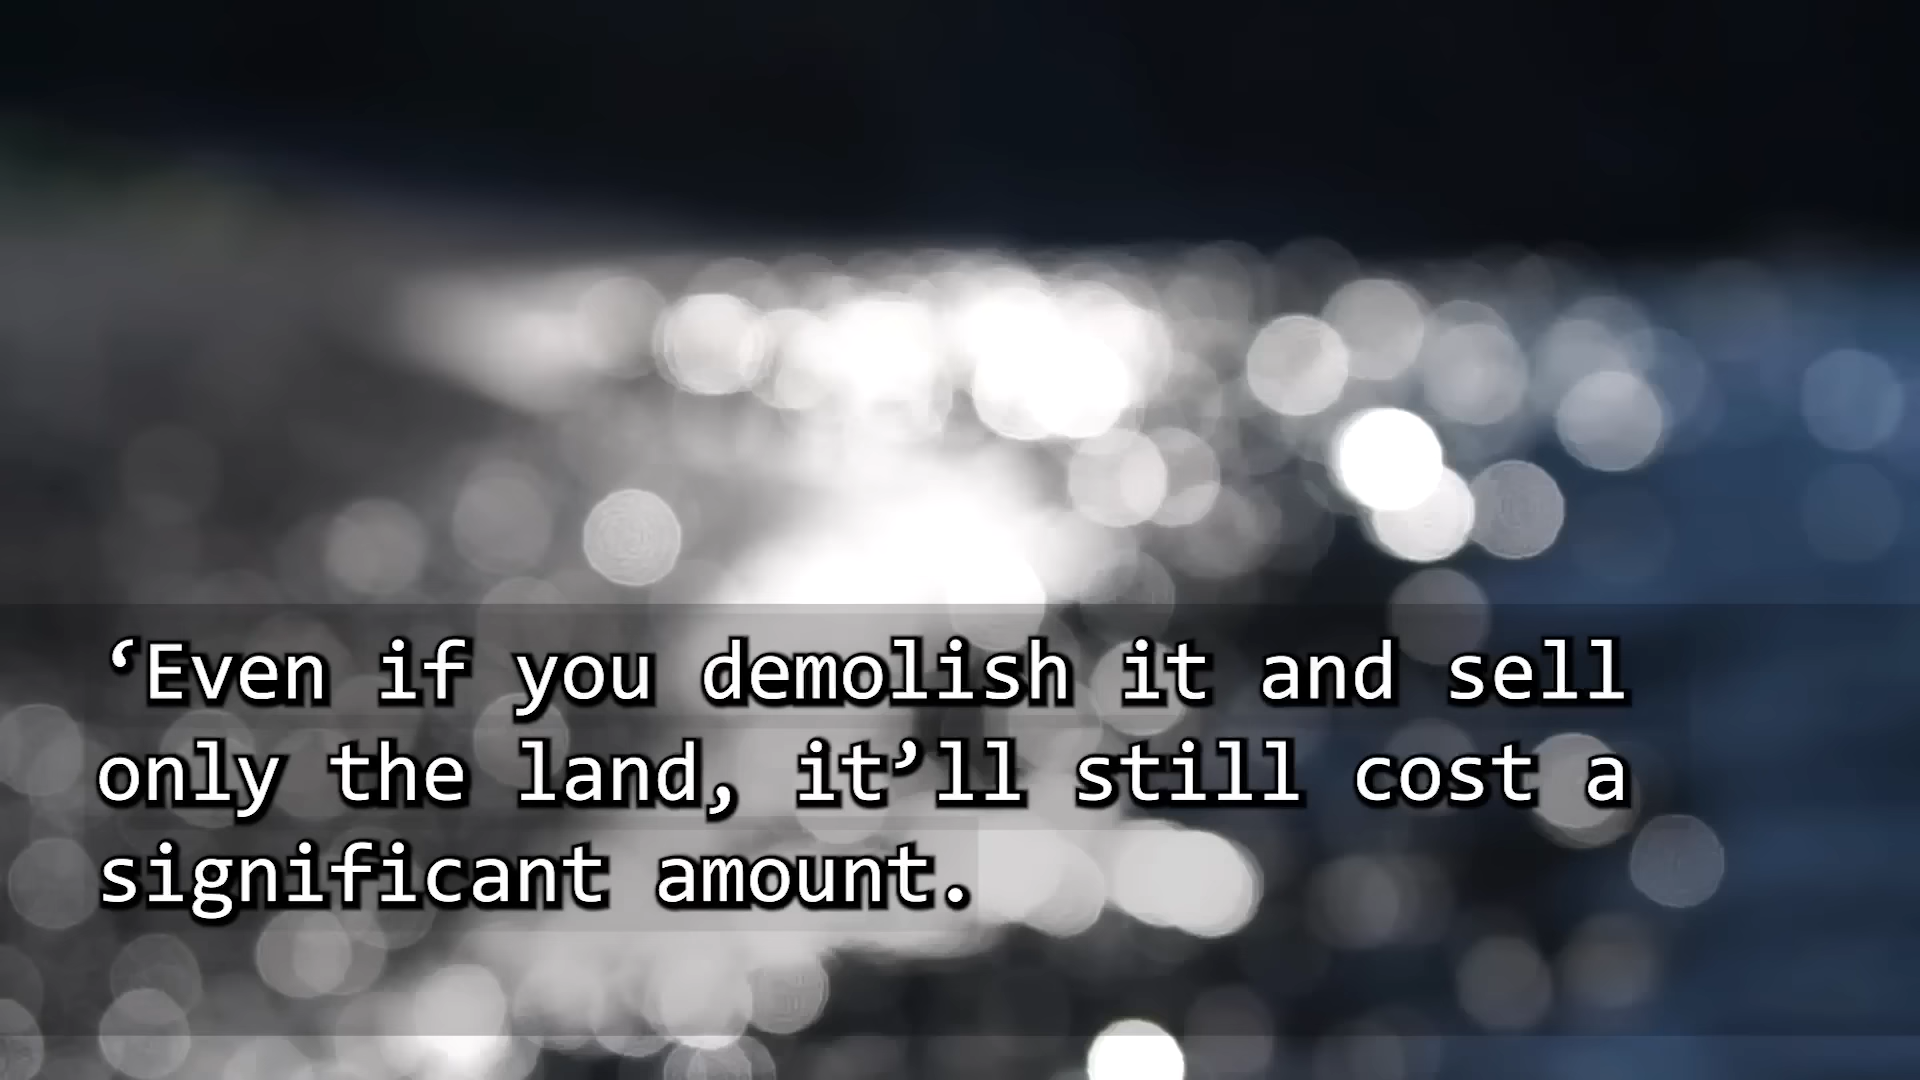 ‘Even if you demolish it and sell
only the land, it’ll still cost a
significant amount.